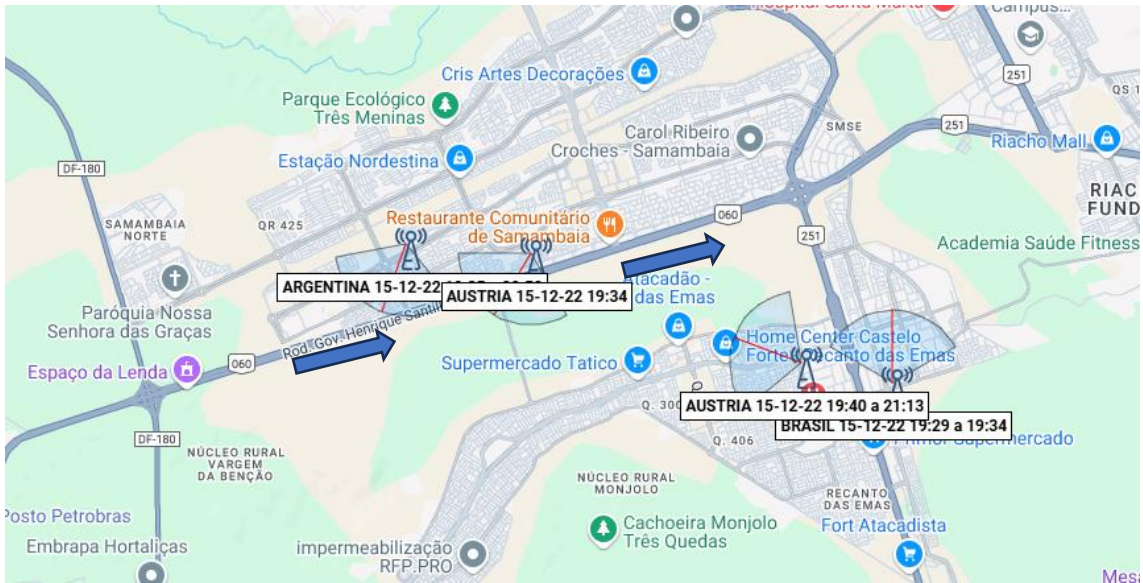 Hospital Santa Marta
Campus...
251
QS 1
Cris Artes Decorações
Parque Ecológico
Três Meninas
Carol Ribeiro
Croches - Samambaia
SMSE
251
Riacho Mall
Estação Nordestina
DF-180
RIAC
FUND
SAMAMBAIA
NORTE
QR 425
Restaurante Comunitário
de Samambaia
060
251
Academia Saúde Fitness
ARGENTINA 15-12-22
AUSTRIA 15-12-22 19:34
Atacadão -
das Emas
Paróquia Nossa
Senhora das Graças
Rod. Gov. Henrique Santill
Home Center Castelo
Forte Recanto das Emas
Espaço da Lenda
060
Supermercado Tatico
Q. 300
AUSTRIA 15-12-22 19:40 a 21:13
BRASIL 15-12-22 19:29 a 19:34
DF-180
Q. 406
Supermercado
NÚCLEO RURAL
VARGEM
DA BENÇÃO
NÚCLEO RURAL
MONJOLO
RECANTO
DAS EMAS
Posto Petrobras
Cachoeira Monjolo
Três Quedas
Fort Atacadista
Embrapa Hortaliças
impermeabilização
RFP.PRO
Mes